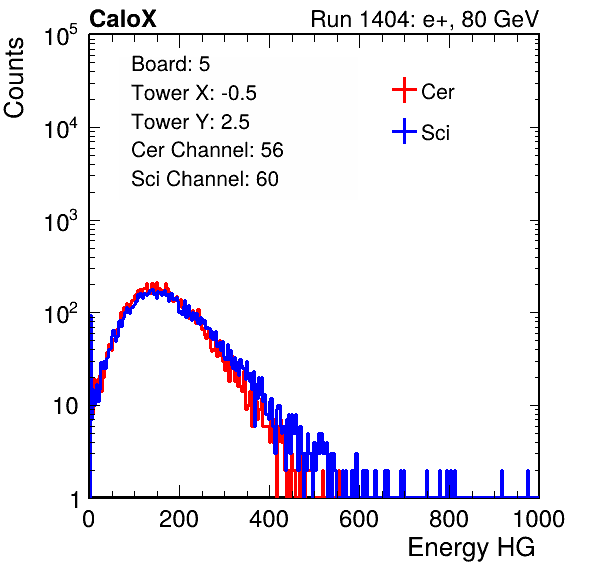 CaloX Run 1404: e+, 80 GeV
Counts
10^5
10^4
10^3
10^2
10
1
Board: 5
Tower X: -0.5
Tower Y: 2.5
Cer Channel: 56
Sci Channel: 60
Cer
Sci
0 200 400 600 800 1000
Energy HG